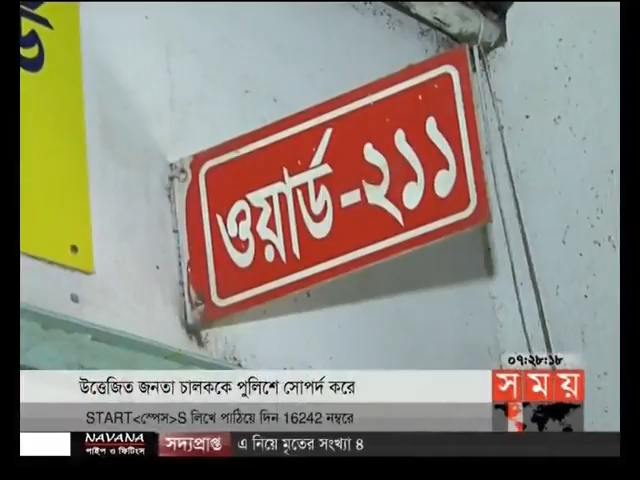 ওয়ার্ড-২১১
০৭:২৮:১৮
উত্তেজিত জনতা চালককে পুলিশে সোপর্দ করে
সময়
START<স্পেস>S লিখে পাঠিয়ে দিন 16242 নম্বরে
NAVANA
পাইপ ও ফিটিংস
সদ্যপ্রাপ্ত
এ নিয়ে মৃতের সংখ্যা ৪